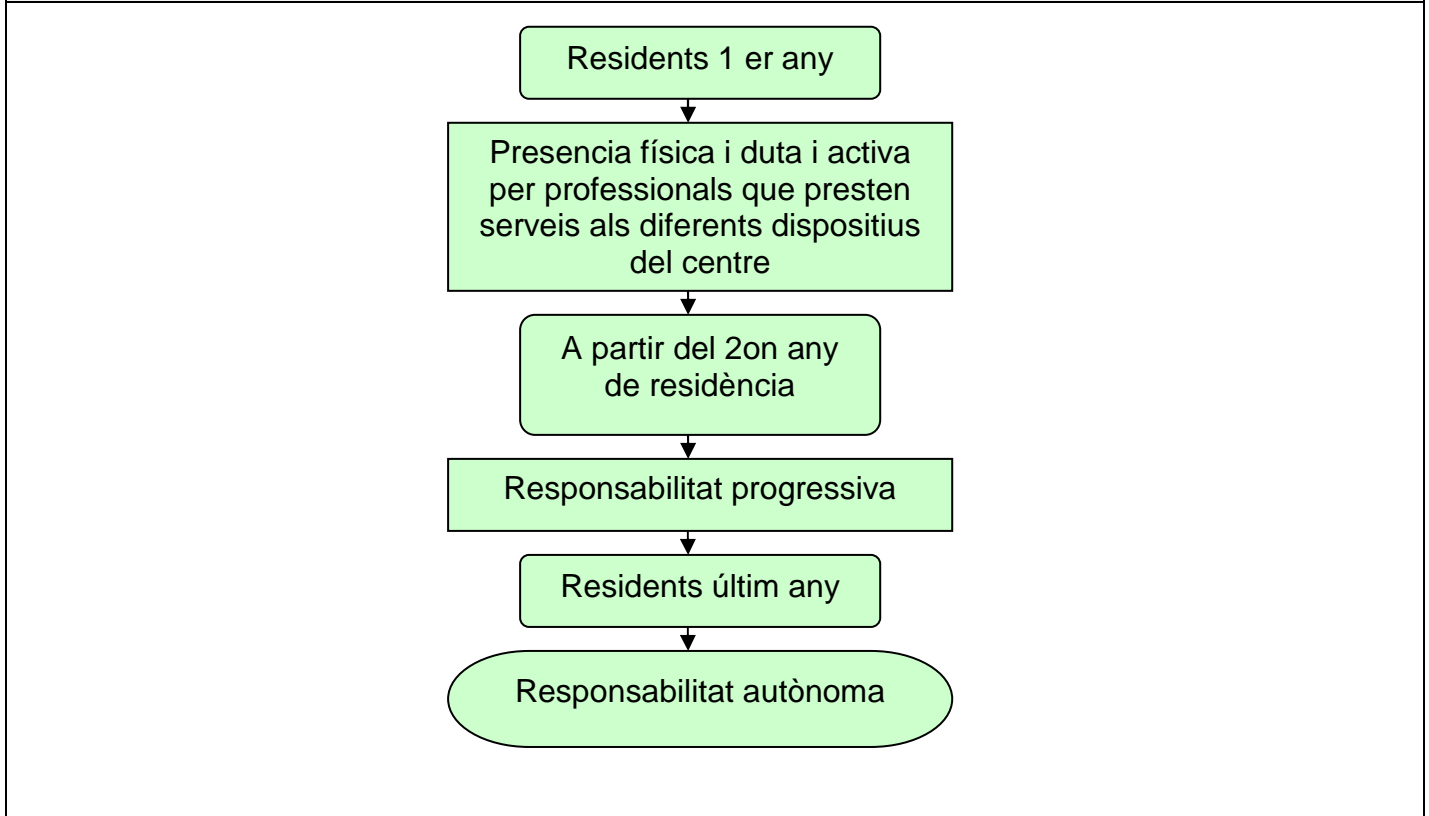 Residents 1 er any
Presencia física i duta i activa
per professionals que presten
serveis als diferents dispositius
del centre
A partir del 2on any
de residència
Responsabilitat progressiva
Residents últim any
Responsabilitat autònoma